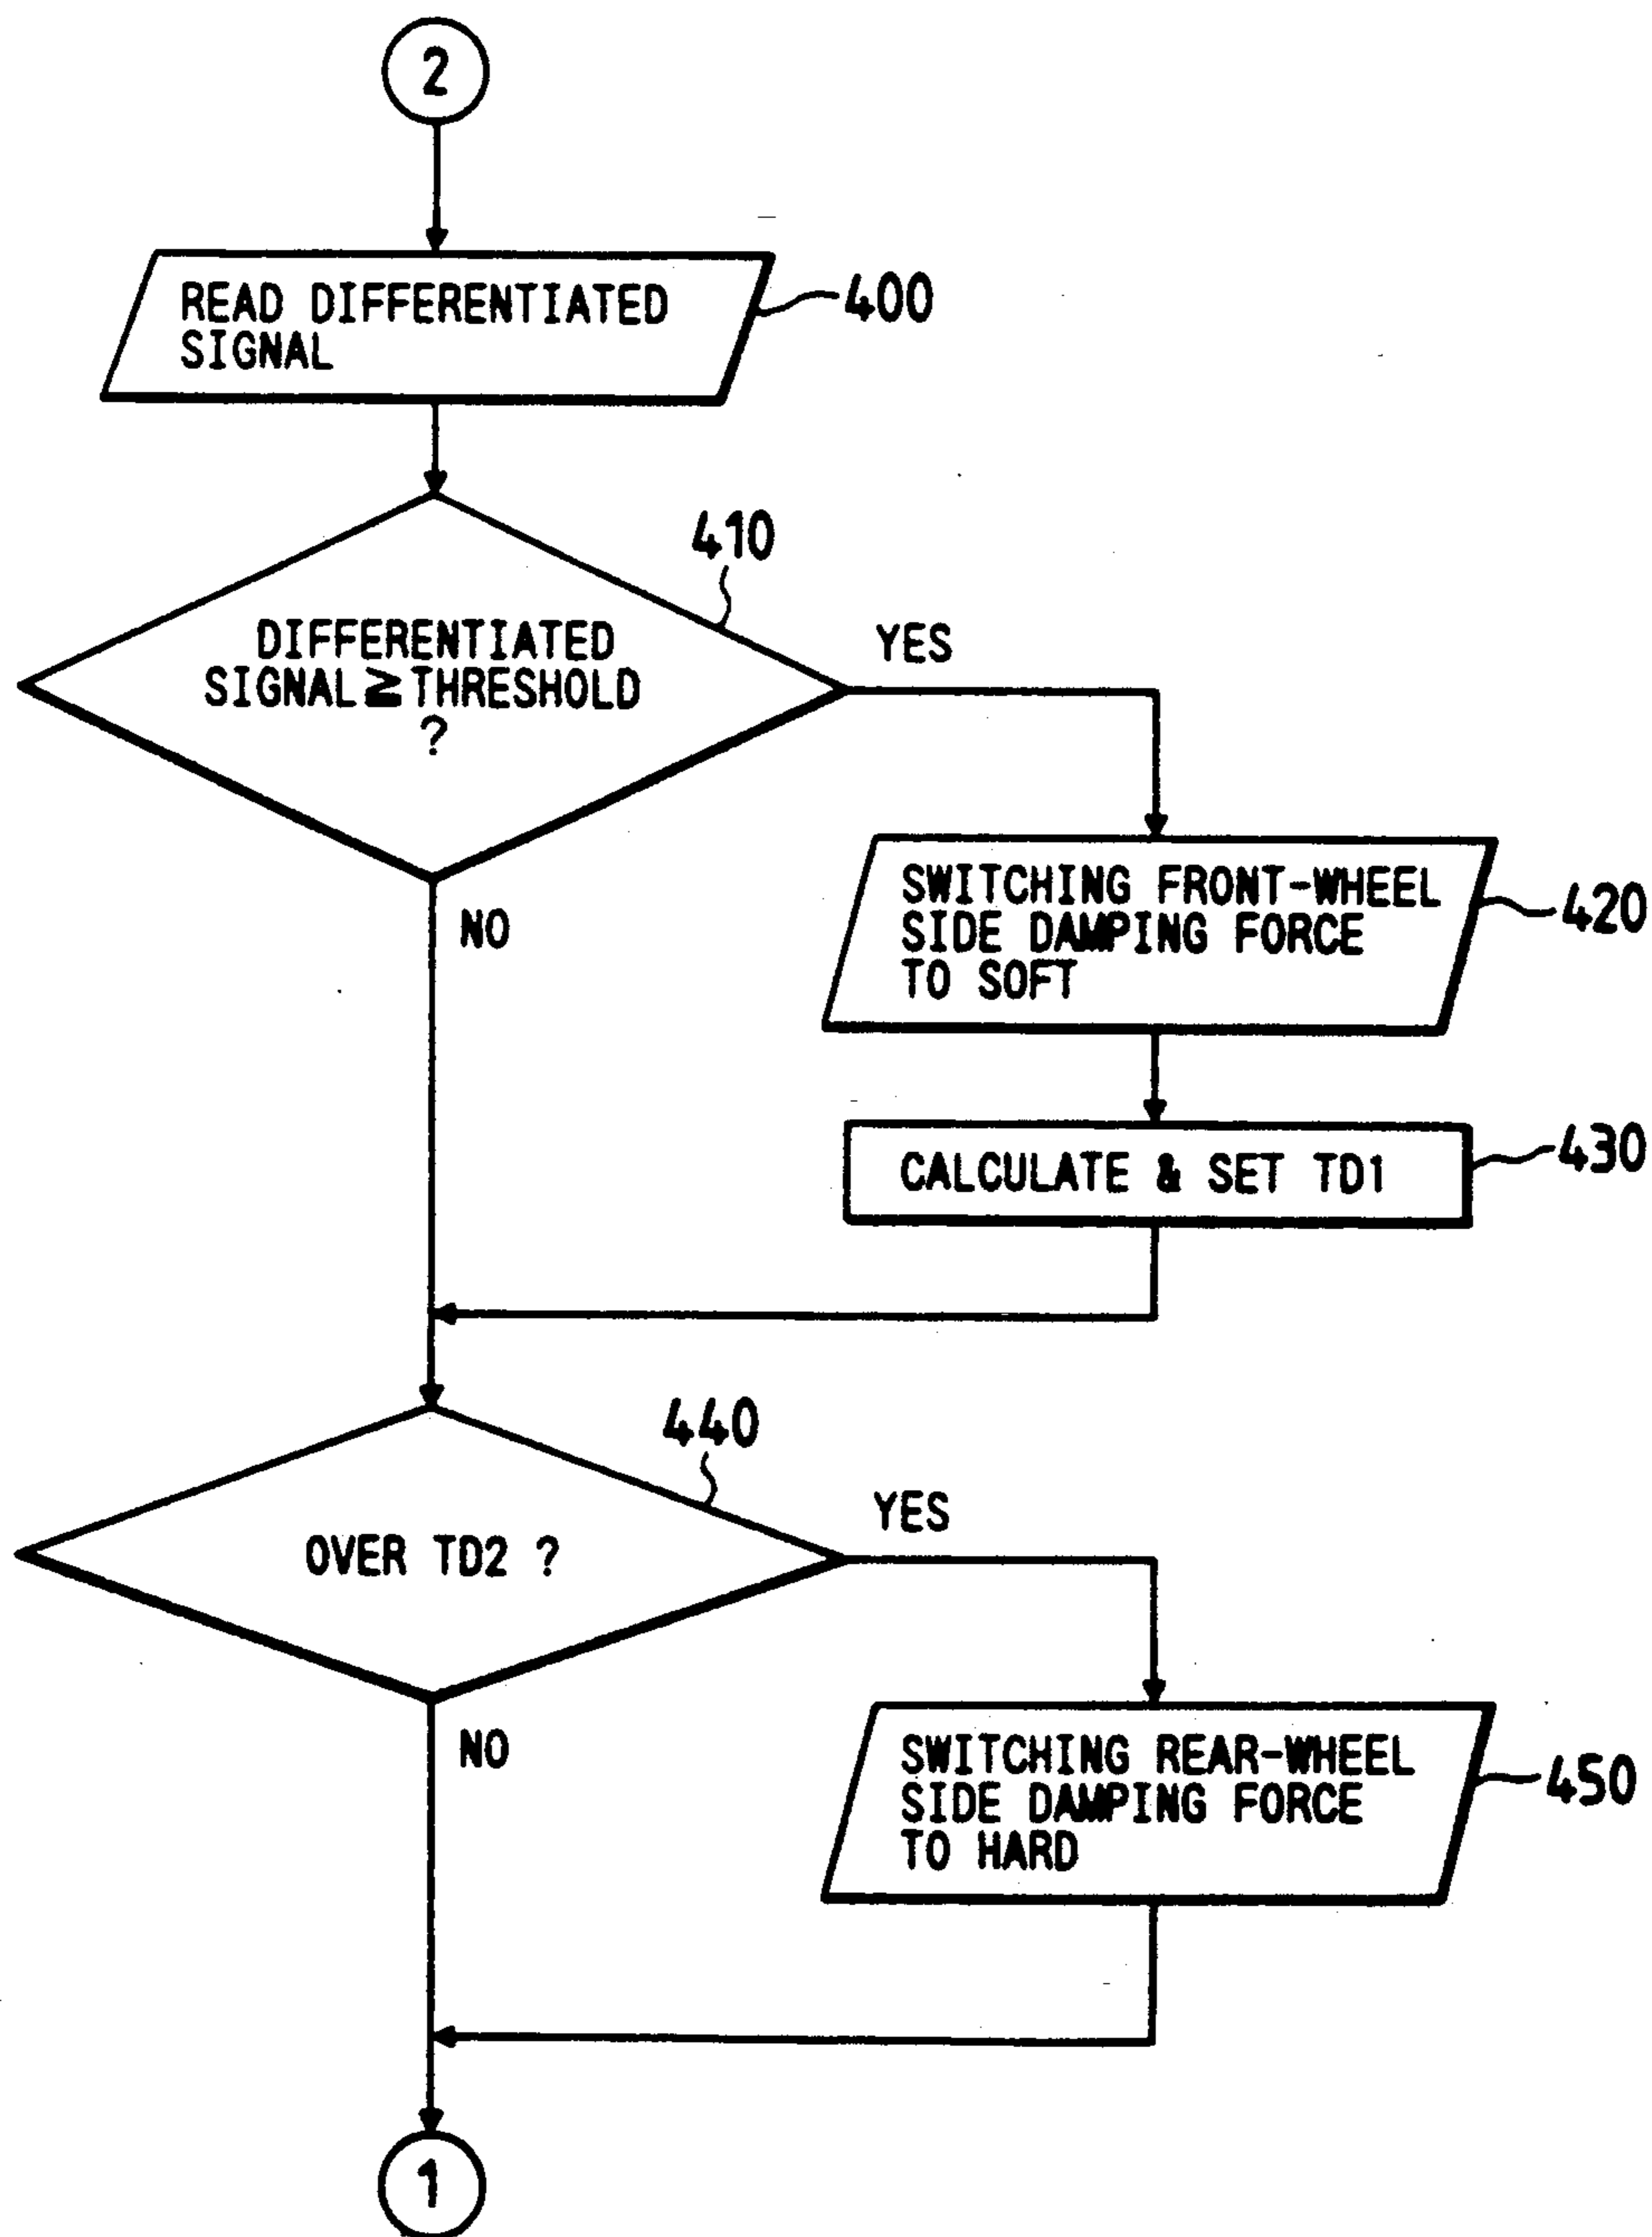 2
READ DIFFERENTIATED
SIGNAL
400
410
DIFFERENTIATED
SIGNAL≧THRESHOLD
?
YES
NO
SWITCHING FRONT-WHEEL
SIDE DAMPING FORCE
TO SOFT
420
CALCULATE & SET TD1
430
440
OVER TD2 ?
YES
NO
SWITCHING REAR-WHEEL
SIDE DAMPING FORCE
TO HARD
450
1